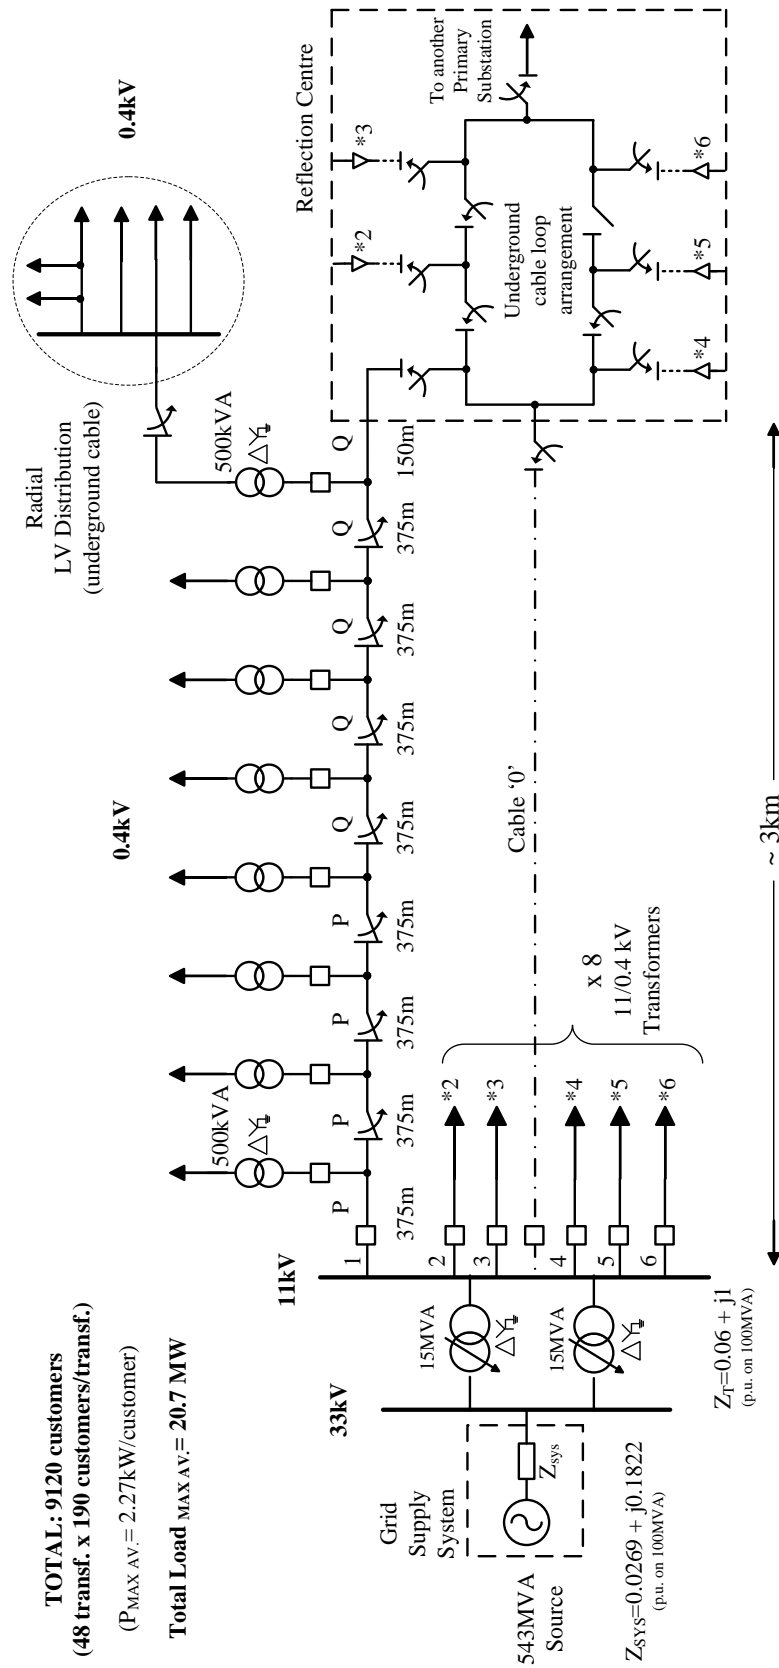 TOTAL: 9120 customers
(48 transf. x 190 customers/transf.)
(PMAX AV.= 2.27kW/customer)
Total Load MAX AV.= 20.7 MW
Grid
Supply
System
543MVA
Source
Zsys
ZSYS=0.0269 + j0.1822
(p.u. on 100MVA)
33kV
15MVA
15MVA
ZT=0.06 + j1
(p.u. on 100MVA)
11kV
1
2
3
4
5
6
*2
*3
*4
*5
*6
x 8
11/0.4 kV
Transformers
Cable ‘0’
~ 3km
0.4kV
500kVA
P
P
P
P
Q
Q
Q
Q
Q
375m
375m
375m
375m
375m
375m
375m
375m
150m
500kVA
Radial
LV Distribution
(underground cable)
0.4kV
Reflection Centre
*2
*3
Underground
cable loop
arrangement
*4
*5
*6
To another
Primary
Substation